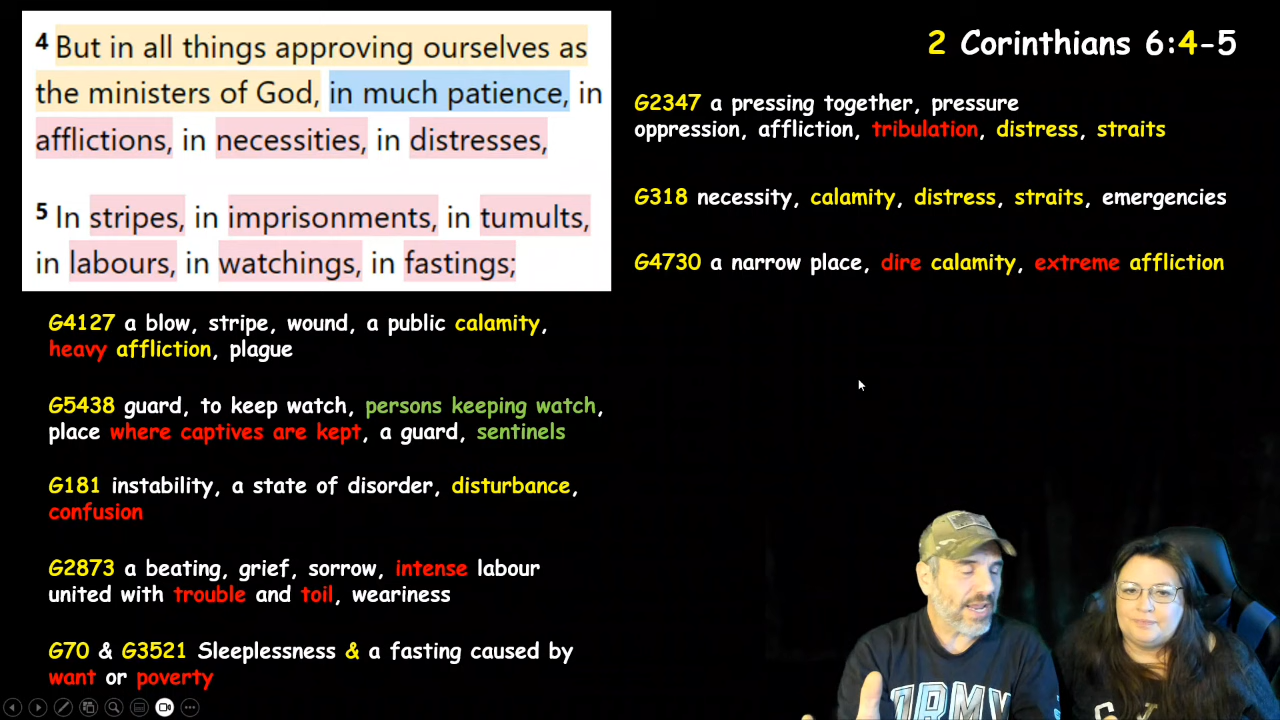 4 But in all things approving ourselves as
the ministers of God, in much patience, in
afflictions, in necessities, in distresses,
5 In stripes, in imprisonments, in tumults,
in labours, in watchings, in fastings;
2 Corinthians 6:4-5
G2347 a pressing together, pressure
oppression, affliction, tribulation, distress, straits
G318 necessity, calamity, distress, straits, emergencies
G4730 a narrow place, dire calamity, extreme affliction
G4127 a blow, stripe, wound, a public calamity,
heavy affliction, plague
G5438 guard, to keep watch, persons keeping watch,
place where captives are kept, a guard, sentinels
G181 instability, a state of disorder, disturbance,
confusion
G2873 a beating, grief, sorrow, intense labour
united with trouble and toil, weariness
G70 & G3521 Sleeplessness & a fasting caused by
want or poverty